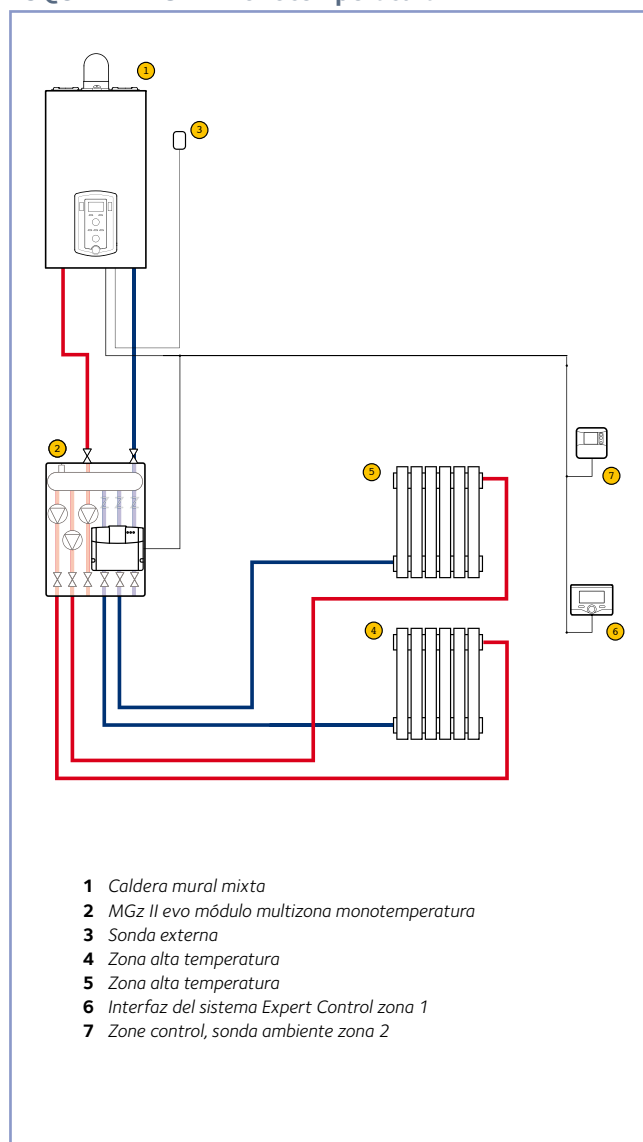 1
3
2
5
7
4
6
1 Caldera mural mixta
2 MGz II evo módulo multizona monotemperatura
3 Sonda externa
4 Zona alta temperatura
5 Zona alta temperatura
6 Interfaz del sistema Expert Control zona 1
7 Zone control, sonda ambiente zona 2